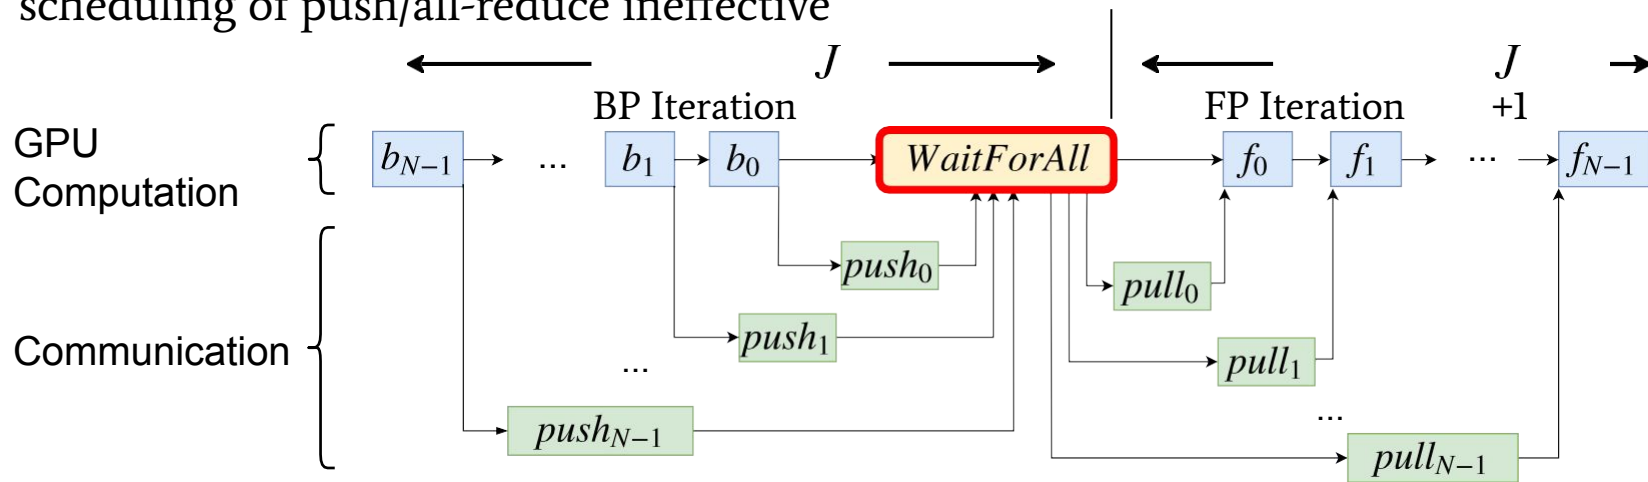 scheduling of push/all-reduce ineffective
J J
BP Iteration FP Iteration +1
GPU
Computation
b_{N-1} ... b_1 b_0 WaitForAll f_0 f_1 ... f_{N-1}
push_0
pull_0
Communication
push_1
pull_1
...
...
push_{N-1}
pull_{N-1}